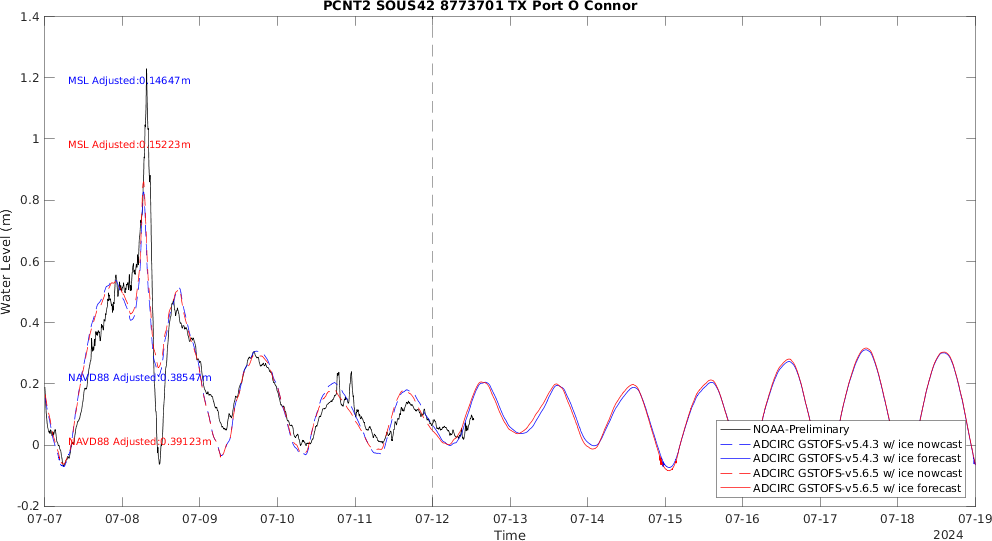 PCNT2 SOUS42 8773701 TX Port O Connor
1.4
1.2
1
0.8
0.6
0.4
0.2
0
-0.2
Water Level (m)
MSL Adjusted:0.14647m
MSL Adjusted:0.15223m
NAVD88 Adjusted:0.38547m
NAVD88 Adjusted:0.39123m
NOAA-Preliminary
ADCIRC GSTOFS-v5.4.3 w/ ice nowcast
ADCIRC GSTOFS-v5.4.3 w/ ice forecast
ADCIRC GSTOFS-v5.6.5 w/ ice nowcast
ADCIRC GSTOFS-v5.6.5 w/ ice forecast
07-07 07-08 07-09 07-10 07-11 07-12 07-13 07-14 07-15 07-16 07-17 07-18 07-19
Time
2024